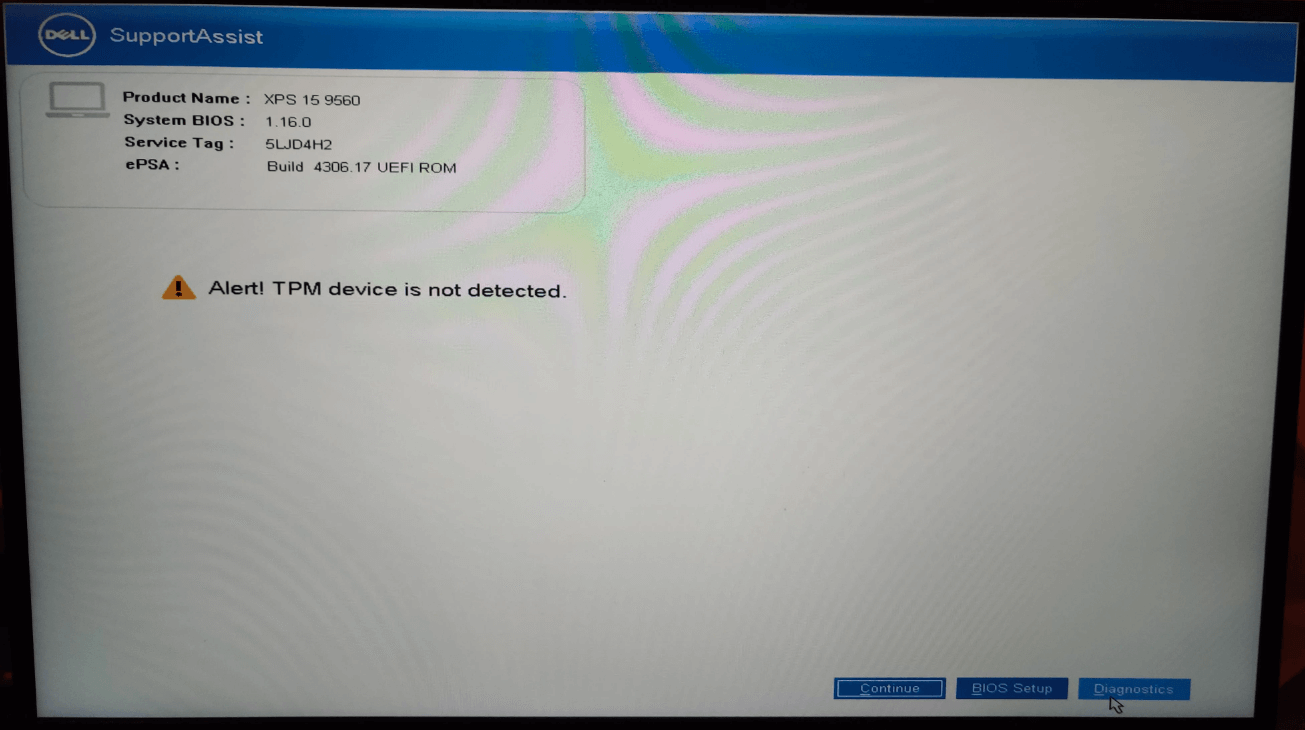 DELL SupportAssist
Product Name : XPS 15 9560
System BIOS : 1.16.0
Service Tag : 5LJD4H2
ePSA : Build 4306.17 UEFI ROM
Alert! TPM device is not detected.
Continue BIOS Setup Diagnostics